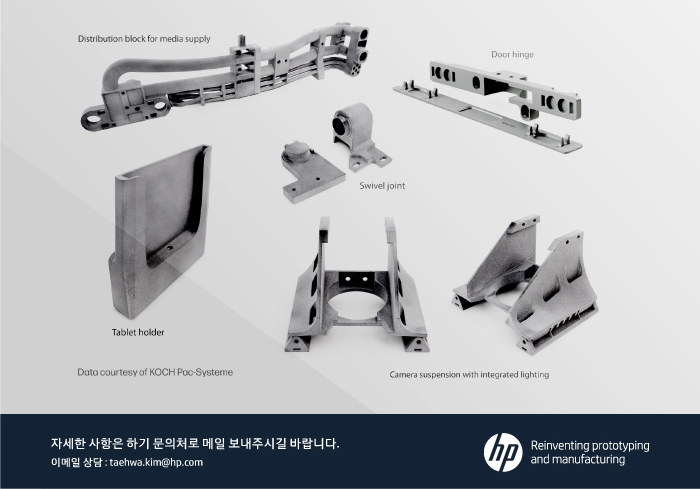 Distribution block for media supply
Door hinge
Swivel joint
Tablet holder
Data courtesy of KOCH Pac-Systeme
Camera suspension with integrated lighting
자세한 사항은 하기 문의처로 메일 보내주시길 바랍니다.
이메일 상담 : taehwa.kim@hp.com
hp
Reinventing prototyping
and manufacturing